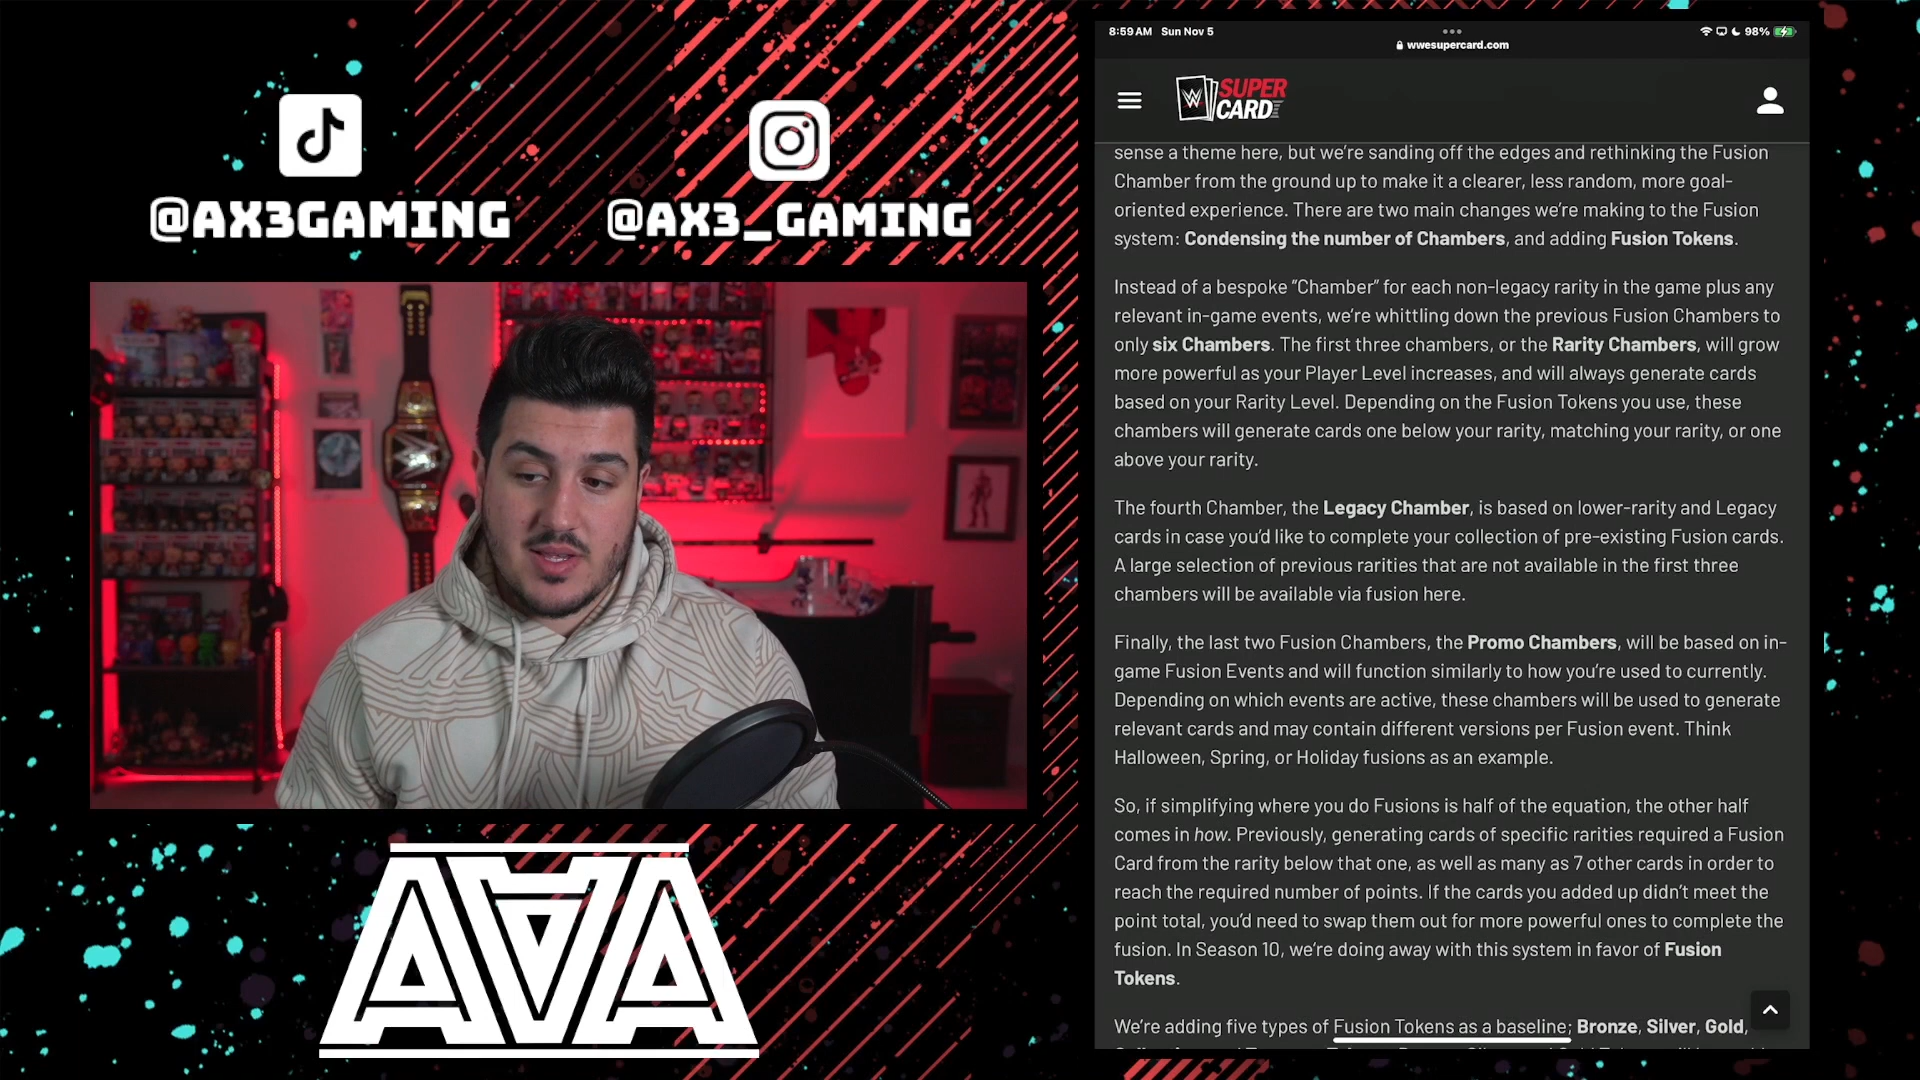 @AX3GAMING
@AX3_GAMING
8:59 AM Sun Nov 5
wwesupercard.com
98%
W SUPER
CARD
sense a theme here, but we’re sanding off the edges and rethinking the Fusion
Chamber from the ground up to make it a clearer, less random, more goal-
oriented experience. There are two main changes we’re making to the Fusion
system: Condensing the number of Chambers, and adding Fusion Tokens.
Instead of a bespoke “Chamber” for each non-legacy rarity in the game plus any
relevant in-game events, we’re whittling down the previous Fusion Chambers to
only six Chambers. The first three chambers, or the Rarity Chambers, will grow
more powerful as your Player Level increases, and will always generate cards
based on your Rarity Level. Depending on the Fusion Tokens you use, these
chambers will generate cards one below your rarity, matching your rarity, or one
above your rarity.
The fourth Chamber, the Legacy Chamber, is based on lower-rarity and Legacy
cards in case you’d like to complete your collection of pre-existing Fusion cards.
A large selection of previous rarities that are not available in the first three
chambers will be available via fusion here.
Finally, the last two Fusion Chambers, the Promo Chambers, will be based on in-
game Fusion Events and will function similarly to how you’re used to currently.
Depending on which events are active, these chambers will be used to generate
relevant cards and may contain different versions per Fusion event. Think
Halloween, Spring, or Holiday fusions as an example.
So, if simplifying where you do Fusions is half of the equation, the other half
comes in how. Previously, generating cards of specific rarities required a Fusion
Card from the rarity below that one, as well as many as 7 other cards in order to
reach the required number of points. If the cards you added up didn’t meet the
point total, you’d need to swap them out for more powerful ones to complete the
fusion. In Season 10, we’re doing away with this system in favor of Fusion
Tokens.
We’re adding five types of Fusion Tokens as a baseline; Bronze, Silver, Gold,